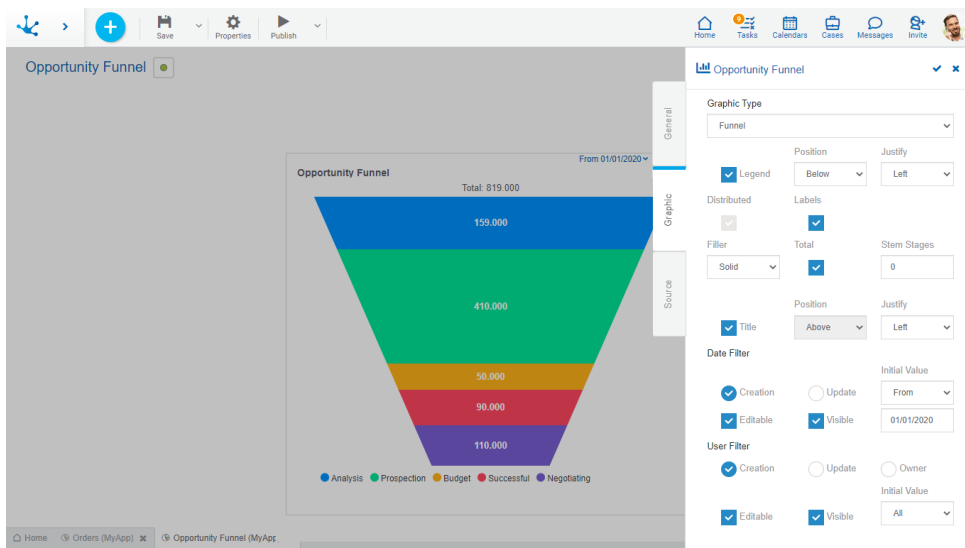 Save
Properties
Publish
Home
9
Tasks
Calendars
Cases
Messages
Invite
Opportunity Funnel
Opportunity Funnel
General
Graphic
Source
From 01/01/2020
Opportunity Funnel
Total: 819.000
159.000
410.000
50.000
90.000
110.000
Analysis Prospection Budget Successful Negotiating
Graphic Type
Funnel
Position Justify
Legend Below Left
Distributed Labels
Filler Total Stem Stages
Solid 0
Position Justify
Title Above Left
Date Filter
Initial Value
Creation Update From
Editable Visible 01/01/2020
User Filter
Creation Update Owner
Initial Value
Editable Visible All
Home Orders (MyApp) Opportunity Funnel (MyApp